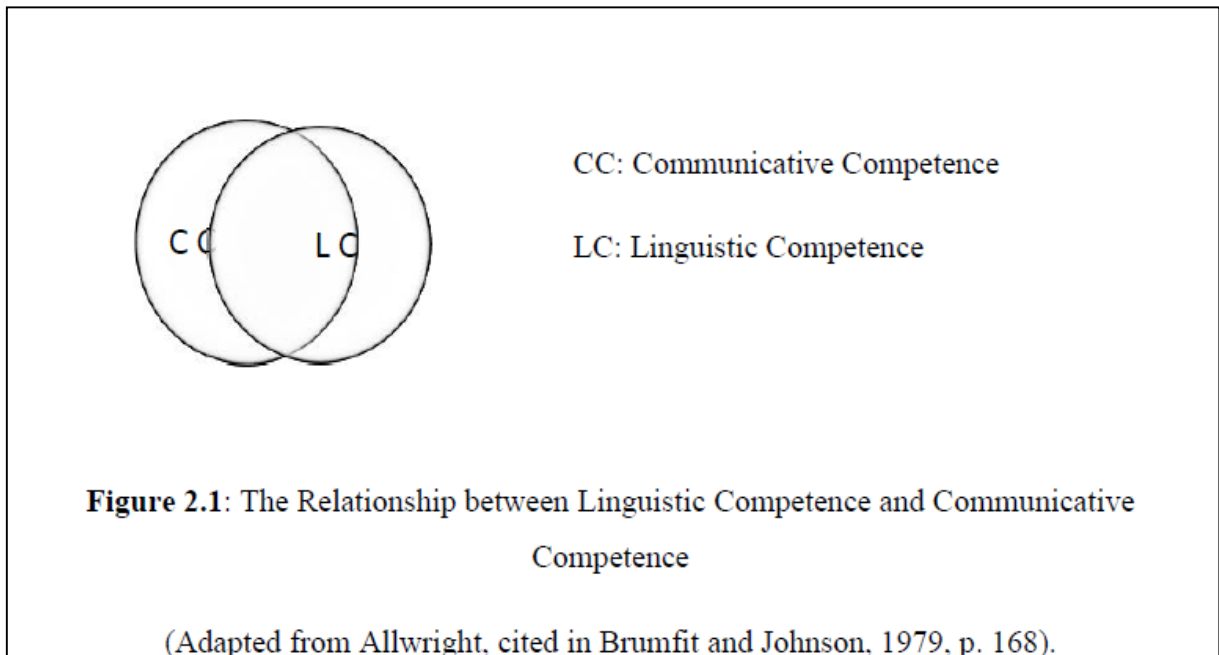 C C
L C
CC: Communicative Competence
LC: Linguistic Competence
Figure 2.1: The Relationship between Linguistic Competence and Communicative
Competence
(Adapted from Allwright, cited in Brumfit and Johnson, 1979, p. 168).